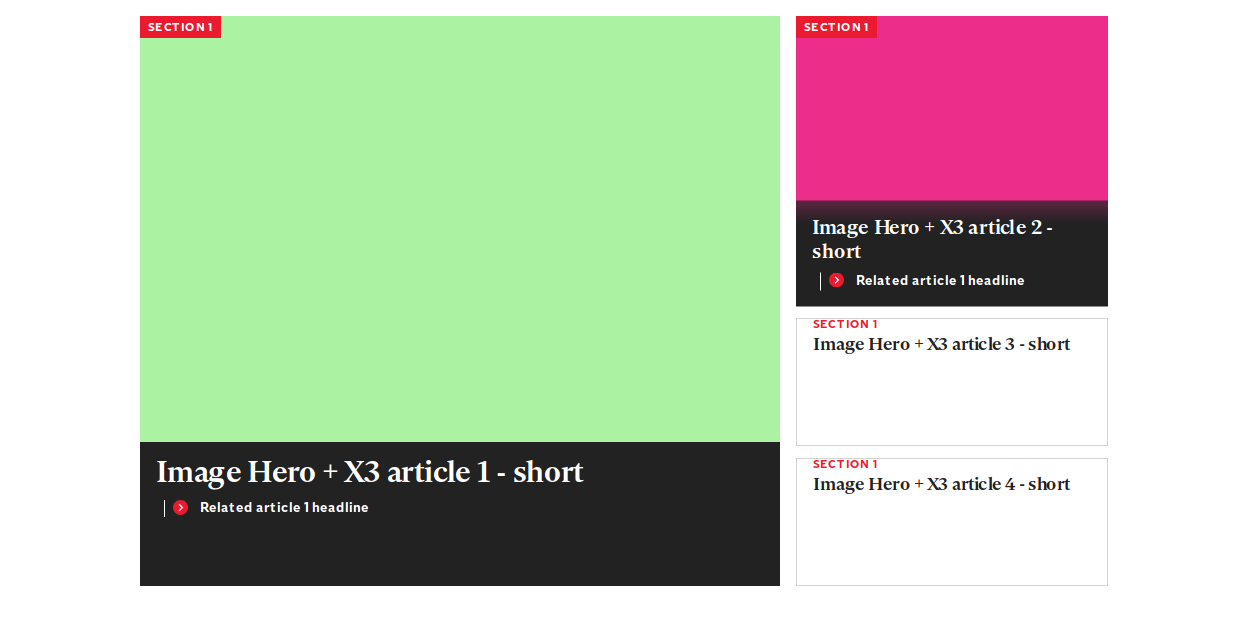 SECTION 1
Image Hero + X3 article 1 - short
Related article 1 headline
SECTION 1
Image Hero + X3 article 2 -
short
Related article 1 headline
SECTION 1
Image Hero + X3 article 3 - short
SECTION 1
Image Hero + X3 article 4 - short